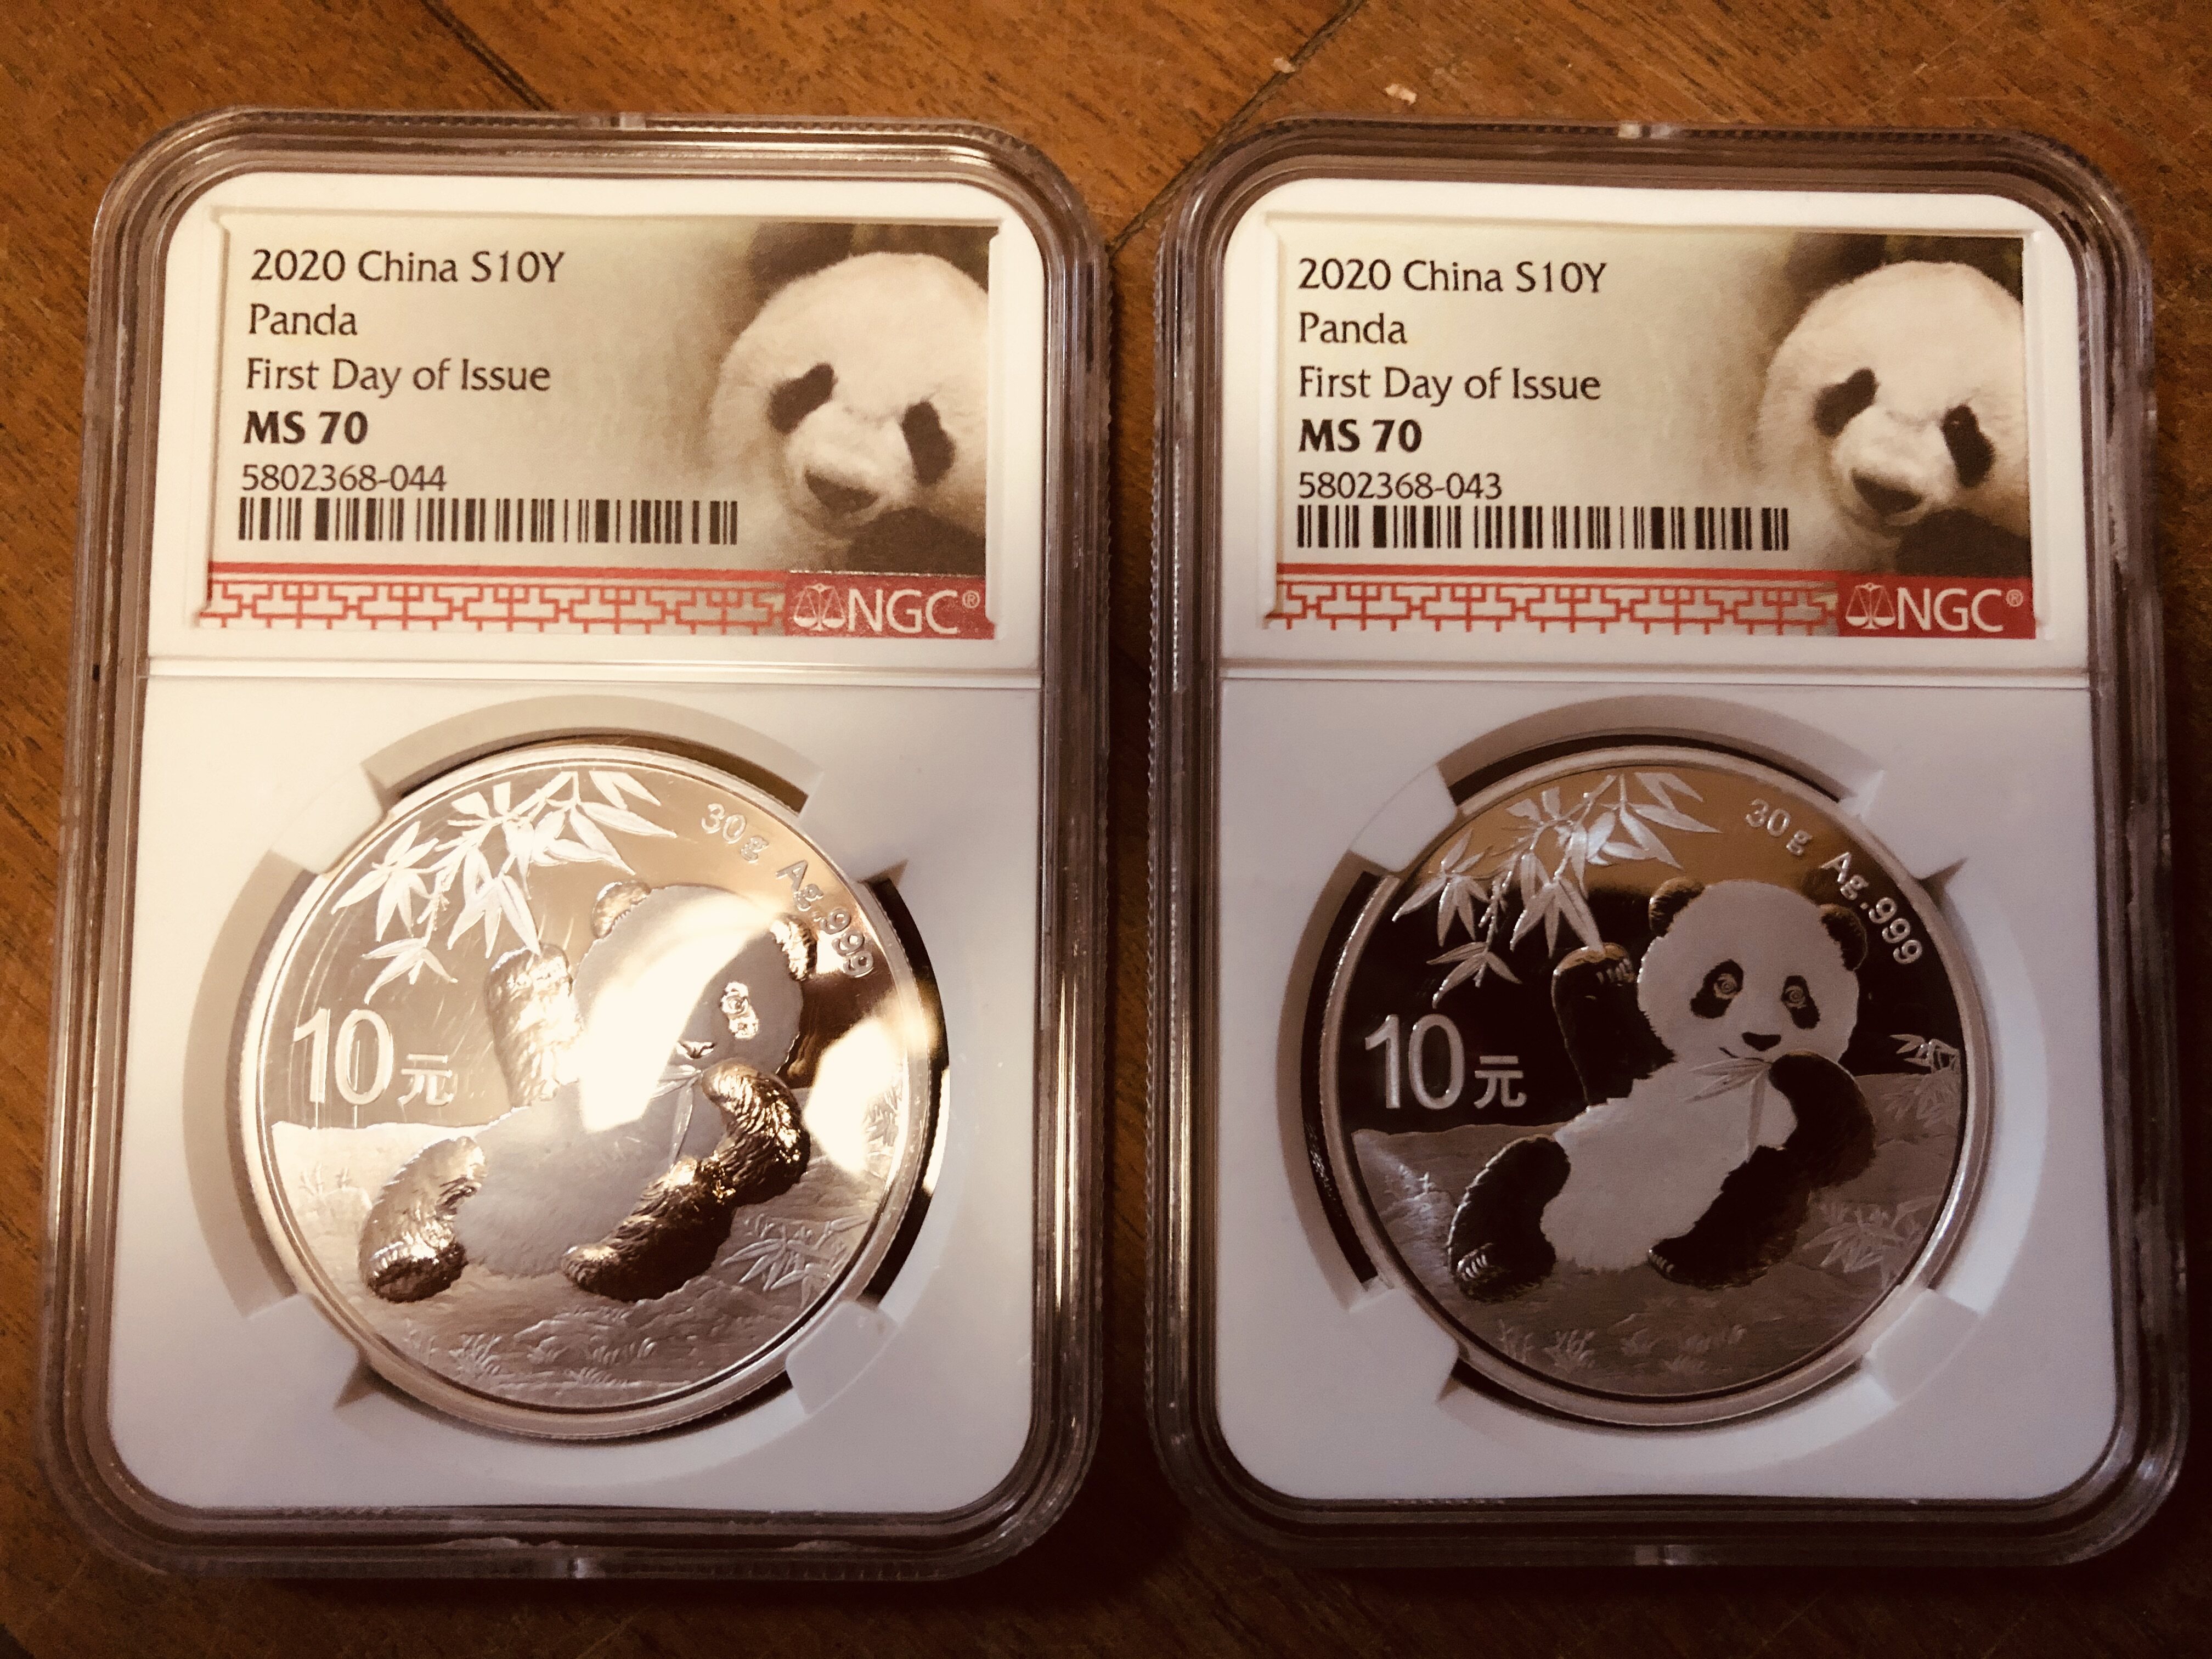 2020 China S10Y
Panda
First Day of Issue
MS 70
5802368-044
NGC®
30g Ag.999
10元
2020 China S10Y
Panda
First Day of Issue
MS 70
5802368-043
NGC®
30g Ag.999
10元